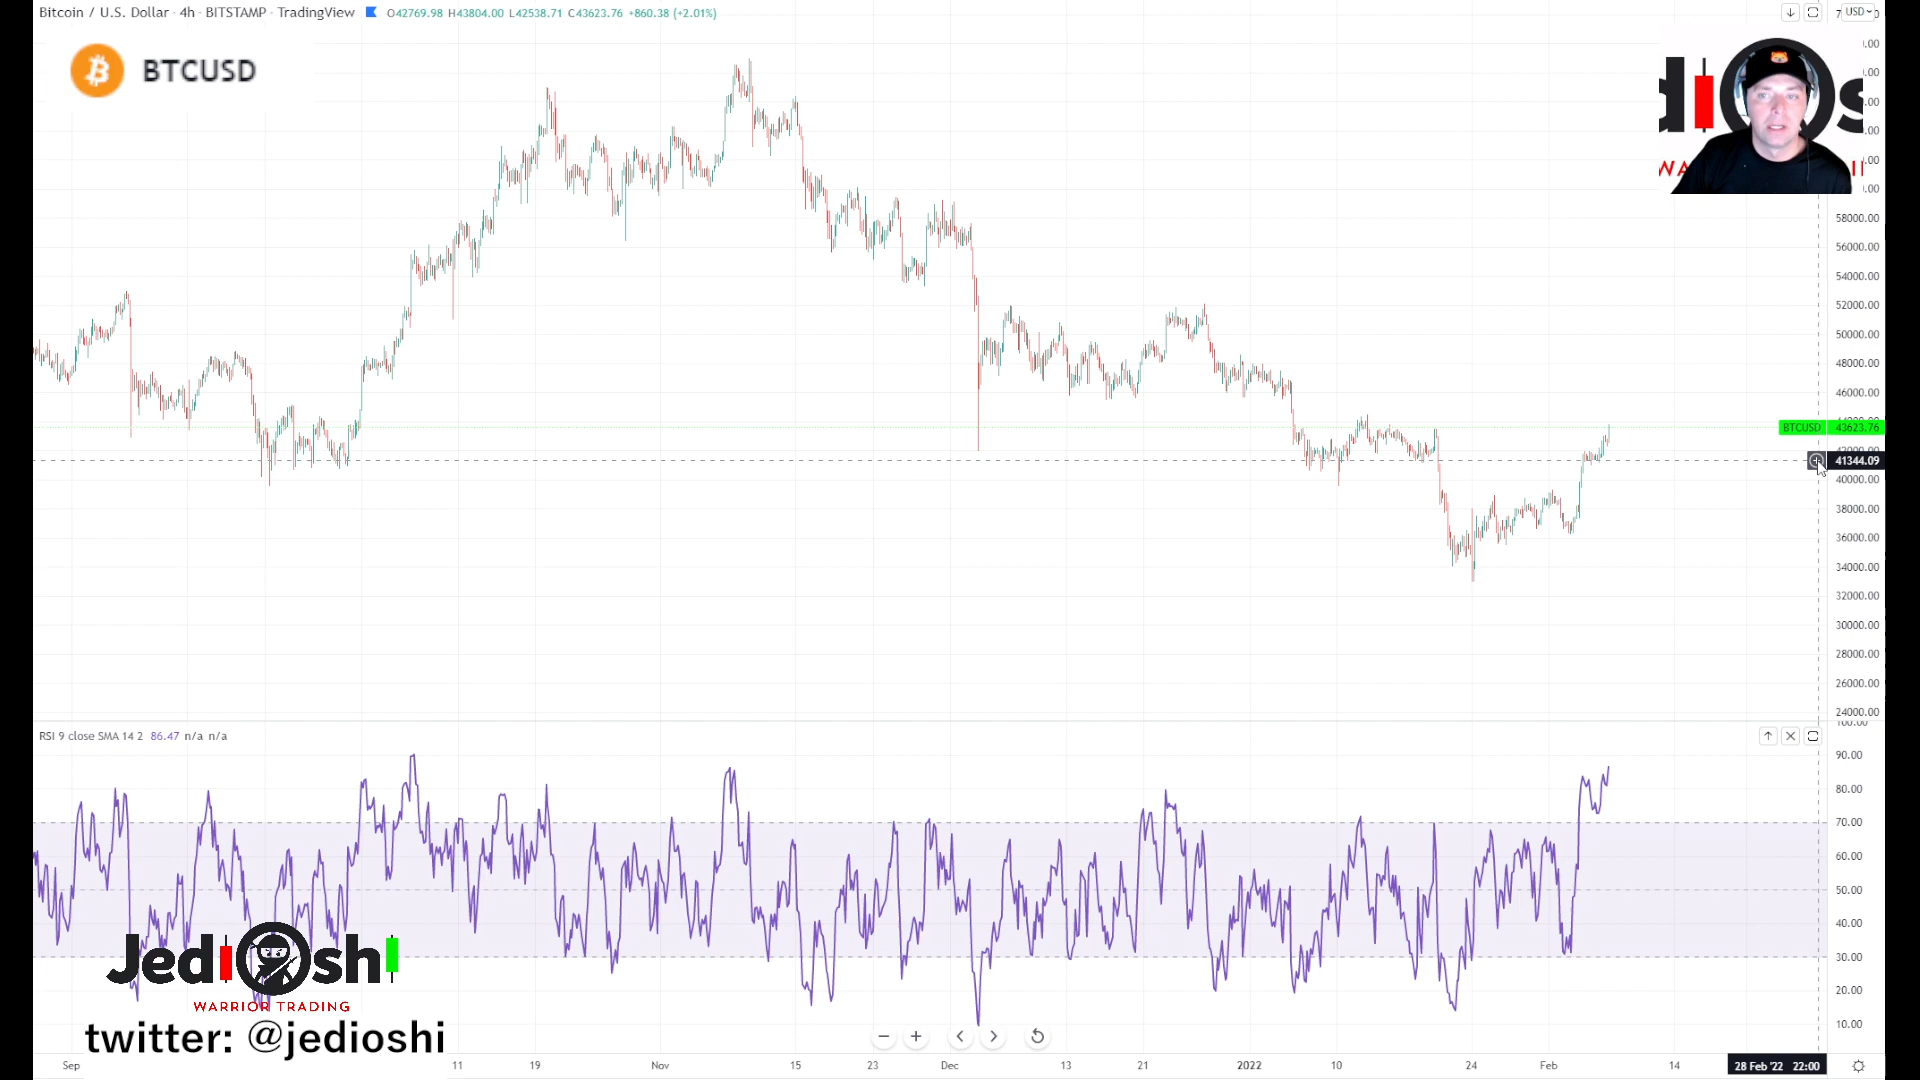 Bitcoin / U.S. Dollar · 4h · BITSTAMP · TradingView O42769.98 H43804.00 L42538.71 C43623.76 +860.38 (+2.01%)
USD
BTCUSD
WA
58000.00
56000.00
54000.00
52000.00
50000.00
48000.00
46000.00
BTCUSD 43623.76
41344.09
40000.00
38000.00
36000.00
34000.00
32000.00
30000.00
28000.00
26000.00
24000.00
RSI 9 close SMA 14 2 86.47 n/a n/a
90.00
80.00
70.00
60.00
50.00
40.00
30.00
20.00
10.00
JediOshi
WARRIOR TRADING
twitter: @jedioshi
Sep 11 19 Nov 15 23 Dec 13 21 2022 10 24 Feb 14 28 Feb '22 22:00